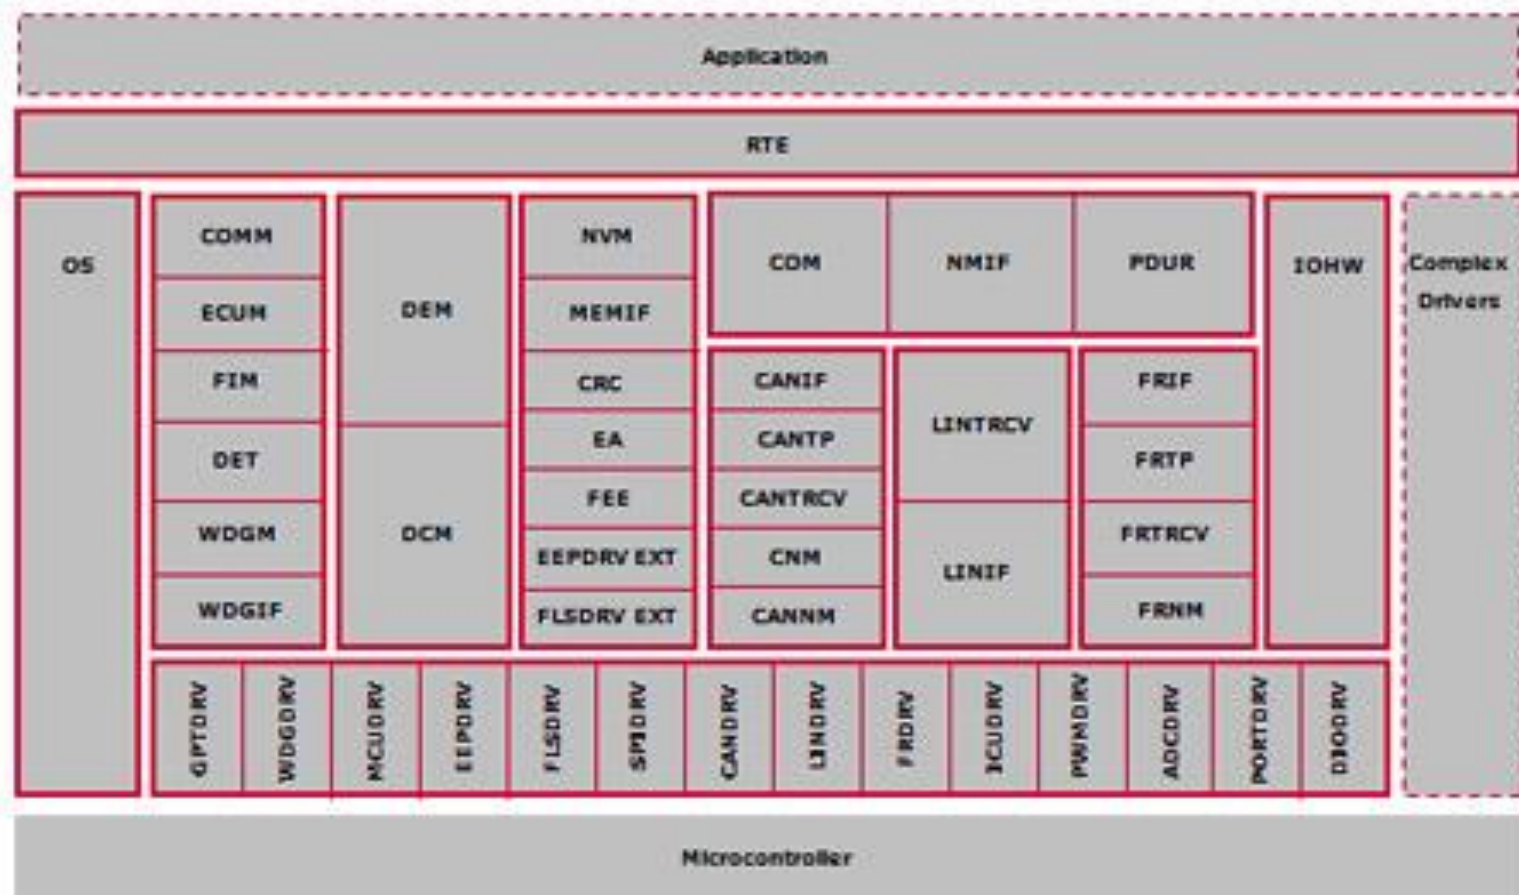 Application
RTE
OS
COMM
ECUM
FIM
DET
WDGM
WDGIF
DEM
DCM
NVM
MEMIF
CRC
EA
FEE
EEPDRV EXT
FLSDRV EXT
COM
NMIF
PDUR
CANIF
CANTP
CANTRCV
CNM
CANNM
LINTRCV
LINIF
FRIF
FRTP
FRTRCV
FRNM
IOHW
Complex
Drivers
GPTDRV
WDGDRV
MCUDRV
EEPDRV
FLSDRV
SPIDRV
CANDRV
LINDRV
FRDRV
ICUDRV
PWMDRV
ADCDRV
PORTDRV
DIODRV
Microcontroller